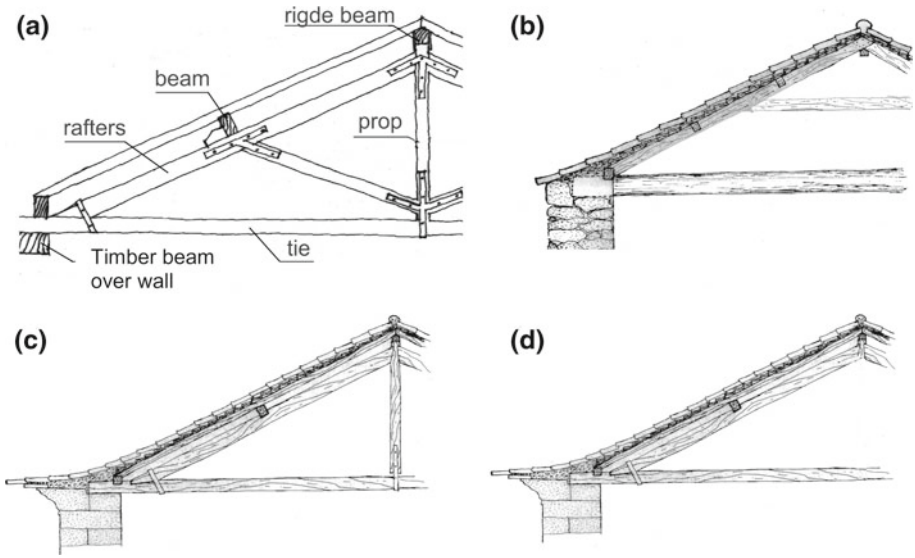 (a)
rigde beam
beam
rafters
prop
tie
Timber beam
over wall
(b)
(c)
(d)